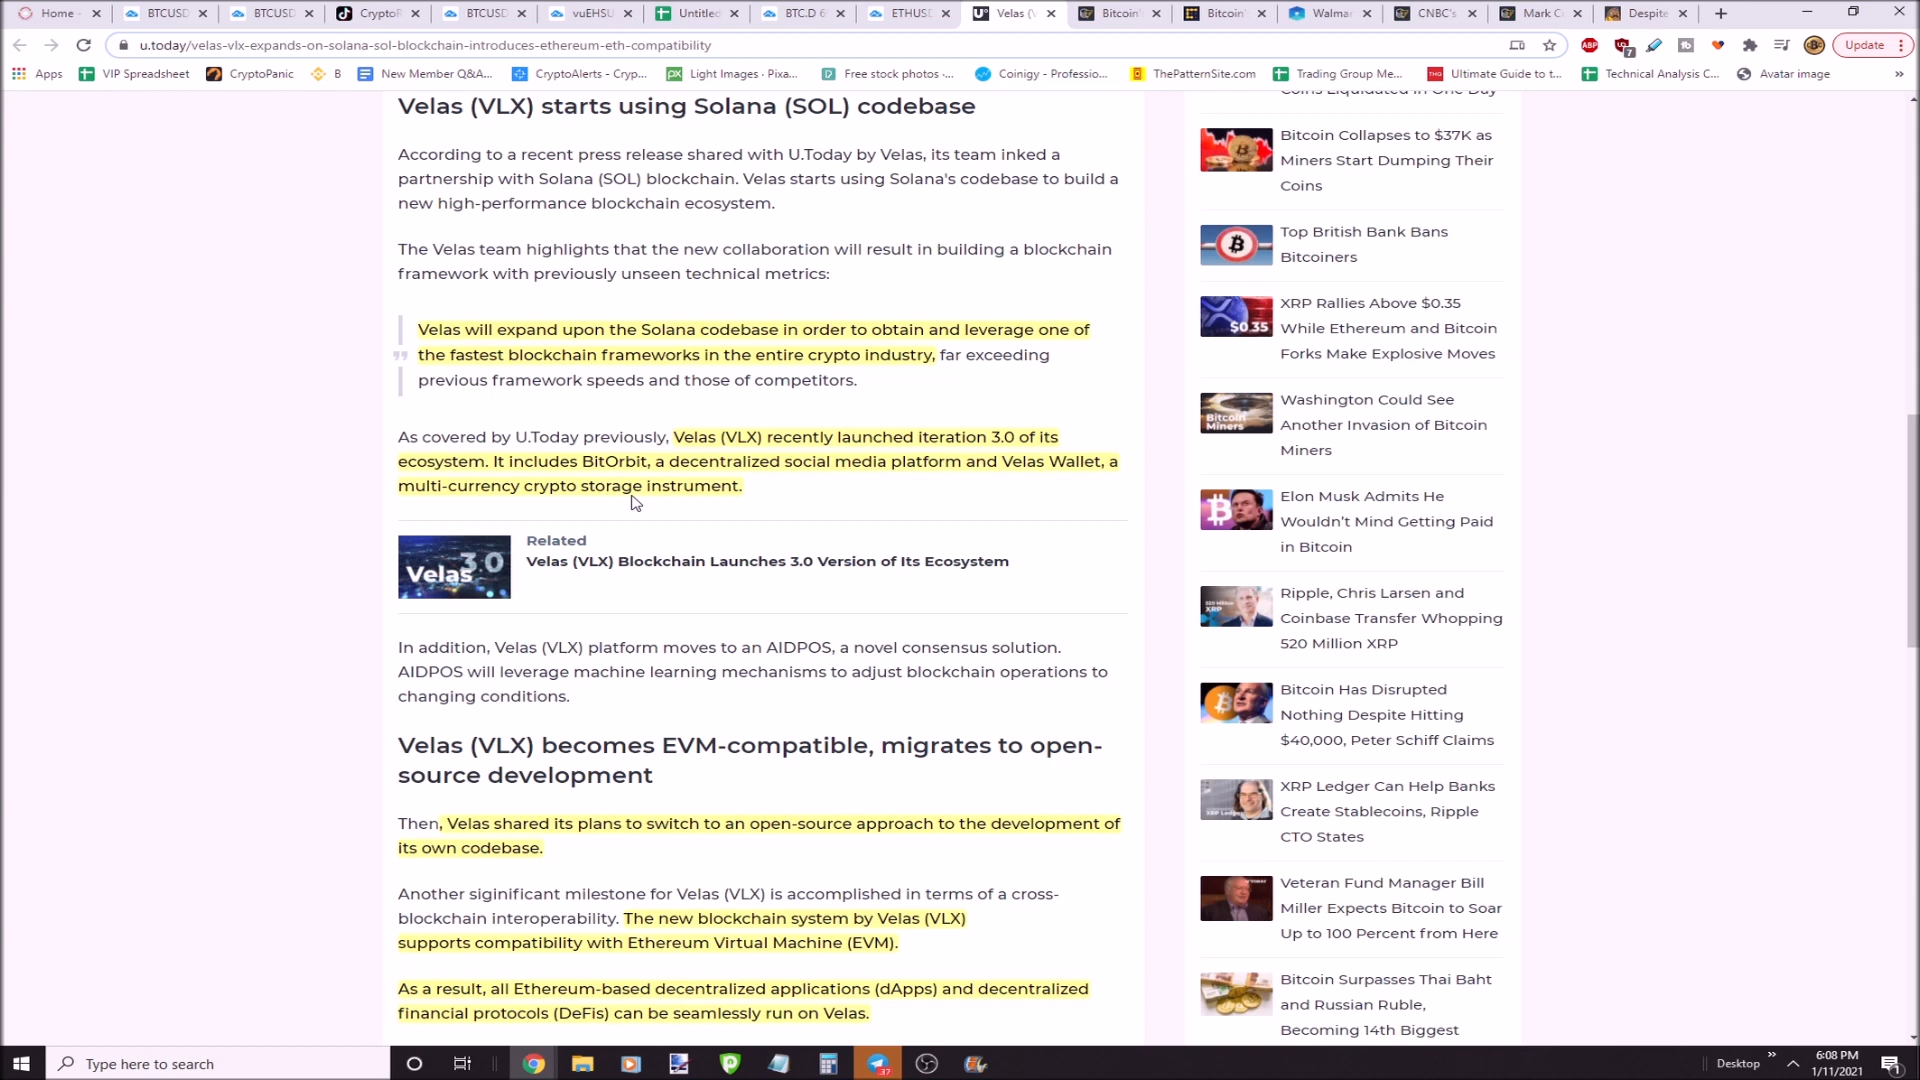 Home -
BTCUSD
BTCUSD
CryptoR
BTCUSD
vuEHSU
Untitled
BTC.D 6
ETHUSD
Velas (V
Bitcoin'
Bitcoin'
Walmar
CNBC's
Mark C
Despite
u.today/velas-vlx-expands-on-solana-sol-blockchain-introduces-ethereum-eth-compatibility
ABP
7
tb
Update
Apps
VIP Spreadsheet
CryptoPanic
B
New Member Q&A...
CryptoAlerts - Cryp...
Light Images · Pixa...
Free stock photos ·...
Coinigy - Professio...
ThePatternSite.com
Trading Group Me...
Ultimate Guide to t...
Technical Analysis C...
Avatar image
Velas (VLX) starts using Solana (SOL) codebase
According to a recent press release shared with U.Today by Velas, its team inked a
partnership with Solana (SOL) blockchain. Velas starts using Solana's codebase to build a
new high-performance blockchain ecosystem.
The Velas team highlights that the new collaboration will result in building a blockchain
framework with previously unseen technical metrics:
Velas will expand upon the Solana codebase in order to obtain and leverage one of
the fastest blockchain frameworks in the entire crypto industry, far exceeding
previous framework speeds and those of competitors.
As covered by U.Today previously, Velas (VLX) recently launched iteration 3.0 of its
ecosystem. It includes BitOrbit, a decentralized social media platform and Velas Wallet, a
multi-currency crypto storage instrument.
3.0
Velas
Related
Velas (VLX) Blockchain Launches 3.0 Version of Its Ecosystem
In addition, Velas (VLX) platform moves to an AIDPOS, a novel consensus solution.
AIDPOS will leverage machine learning mechanisms to adjust blockchain operations to
changing conditions.
Velas (VLX) becomes EVM-compatible, migrates to open-
source development
Then, Velas shared its plans to switch to an open-source approach to the development of
its own codebase.
Another siginificant milestone for Velas (VLX) is accomplished in terms of a cross-
blockchain interoperability. The new blockchain system by Velas (VLX)
supports compatibility with Ethereum Virtual Machine (EVM).
As a result, all Ethereum-based decentralized applications (dApps) and decentralized
financial protocols (DeFis) can be seamlessly run on Velas.
Coins Liquidated in One Day
Bitcoin Collapses to $37K as
Miners Start Dumping Their
Coins
Top British Bank Bans
Bitcoiners
$0.35
XRP Rallies Above $0.35
While Ethereum and Bitcoin
Forks Make Explosive Moves
Bitcoin
Miners
Washington Could See
Another Invasion of Bitcoin
Miners
Elon Musk Admits He
Wouldn't Mind Getting Paid
in Bitcoin
Ripple, Chris Larsen and
Coinbase Transfer Whopping
520 Million XRP
Bitcoin Has Disrupted
Nothing Despite Hitting
$40,000, Peter Schiff Claims
XRP Ledger Can Help Banks
Create Stablecoins, Ripple
CTO States
Veteran Fund Manager Bill
Miller Expects Bitcoin to Soar
Up to 100 Percent from Here
Bitcoin Surpasses Thai Baht
and Russian Ruble,
Becoming 14th Biggest
Type here to search
37
Desktop
6:08 PM
1/11/2021
1